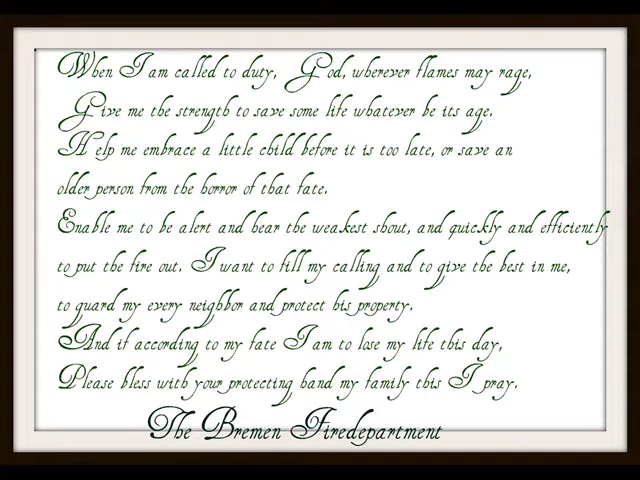 When I am called to duty, God, wherever flames may rage,
Give me the strength to save some life whatever be its age.
Help me embrace a little child before it is too late, or save an
older person from the horror of that fate.
Enable me to be alert and hear the weakest shout, and quickly and efficiently
to put the fire out. I want to fill my calling and to give the best in me,
to guard my every neighbor and protect his property.
And if according to my fate I am to lose my life this day,
Please bless with your protecting hand my family this I pray.
The Bremen Firedepartment